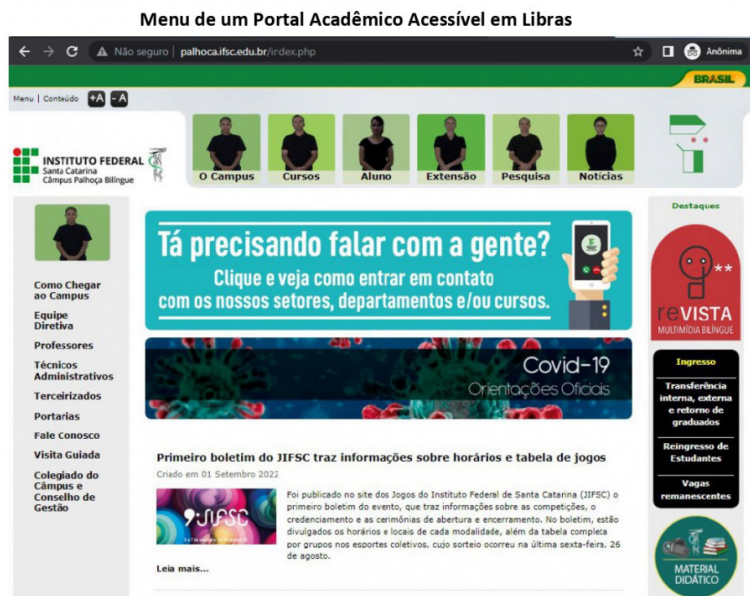 Menu de um Portal Acadêmico Acessível em Libras
Não seguro | palhoca.ifsc.edu.br/index.php
Anônima
BRASIL
Menu | Conteúdo +A - A
INSTITUTO FEDERAL
Santa Catarina
Câmpus Palhoça Bilíngue
O Campus Cursos Aluno Extensão Pesquisa Notícias
Como Chegar
ao Campus
Equipe
Diretiva
Professores
Técnicos
Administrativos
Terceirizados
Portarias
Fale Conosco
Visita Guiada
Colegiado do
Câmpus e
Conselho de
Gestão
Tá precisando falar com a gente?
Clique e veja como entrar em contato
com os nossos setores, departamentos e/ou cursos.
Covid-19
Orientações Oficiais
Primeiro boletim do JIFSC traz informações sobre horários e tabela de jogos
Criado em 01 Setembro 2022
JIFSC
Foi publicado no site dos Jogos do Instituto Federal de Santa Catarina (JIFSC) o
primeiro boletim do evento, que traz informações sobre as competições, o
credenciamento e as cerimônias de abertura e encerramento. No boletim, estão
divulgados os horários e locais de cada modalidade, além da tabela completa
por grupos nos esportes coletivos, cujo sorteio ocorreu na última sexta-feira, 26
de agosto.
Leia mais...
Destaques
reVISTA
MULTIMÍDIA BILÍNGUE
Ingresso
Transferência
interna, externa
e retorno de
graduados
Reingresso de
Estudantes
Vagas
remanescentes
MATERIAL
DIDÁTICO